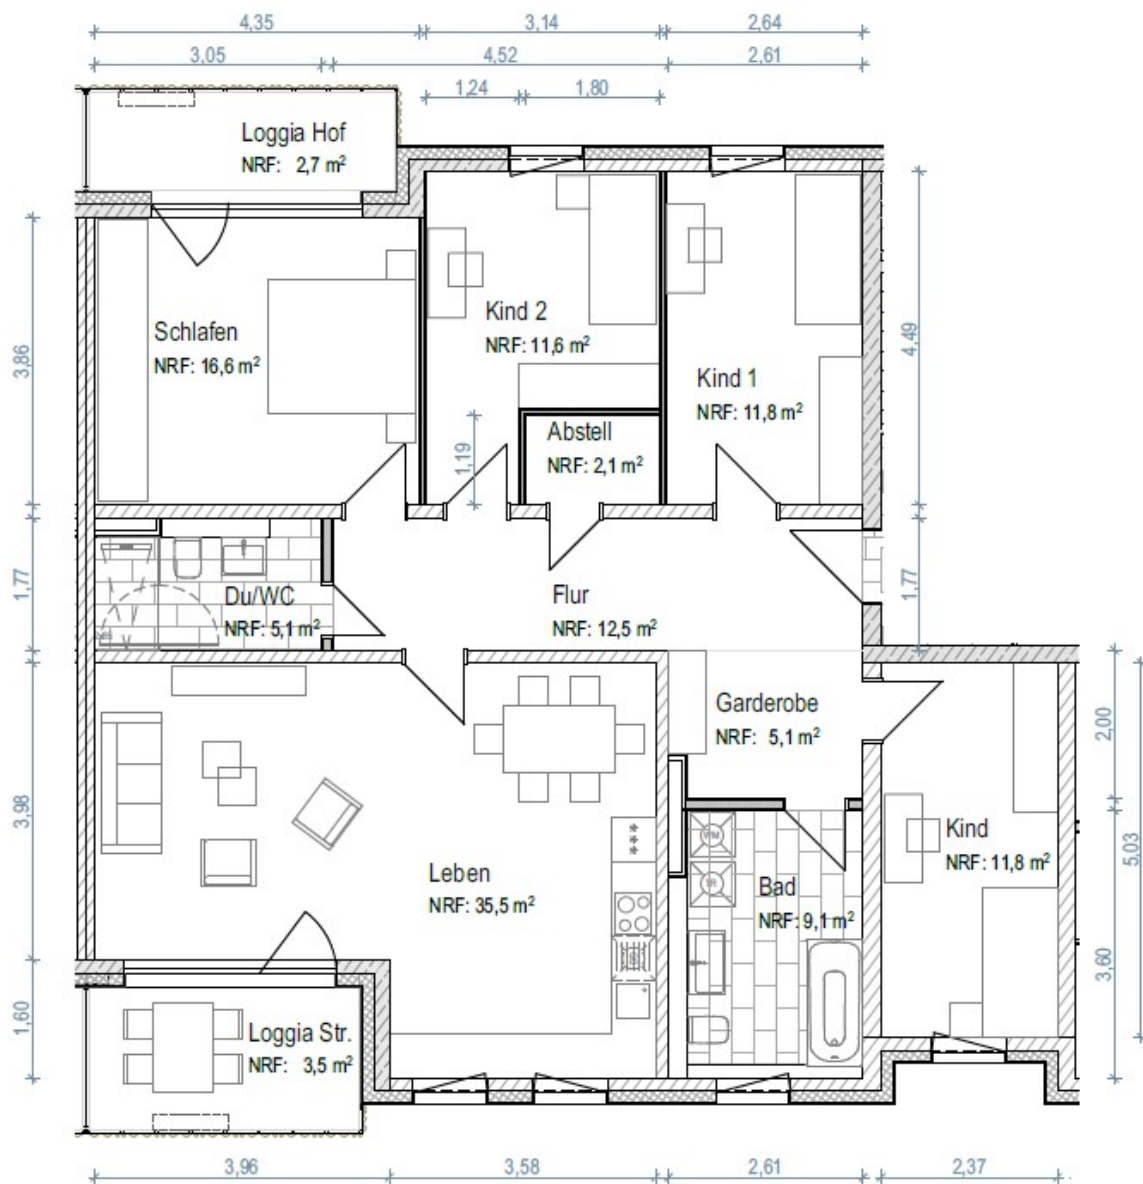 4,35
3,14
2,64
3,05
4,52
2,61
1,24
1,80
Loggia Hof
NRF: 2,7 m²
Schlafen
NRF: 16,6 m²
Kind 2
NRF: 11,6 m²
Kind 1
NRF: 11,8 m²
Abstell
NRF: 2,1 m²
3,86
1,19
4,49
1,77
Du/WC
NRF: 5,1 m²
Flur
NRF: 12,5 m²
1,77
Garderobe
NRF: 5,1 m²
2,00
3,98
Leben
NRF: 35,5 m²
Bad
NRF: 9,1 m²
Kind
NRF: 11,8 m²
5,03
3,60
1,60
Loggia Str.
NRF: 3,5 m²
3,96
3,58
2,61
2,37